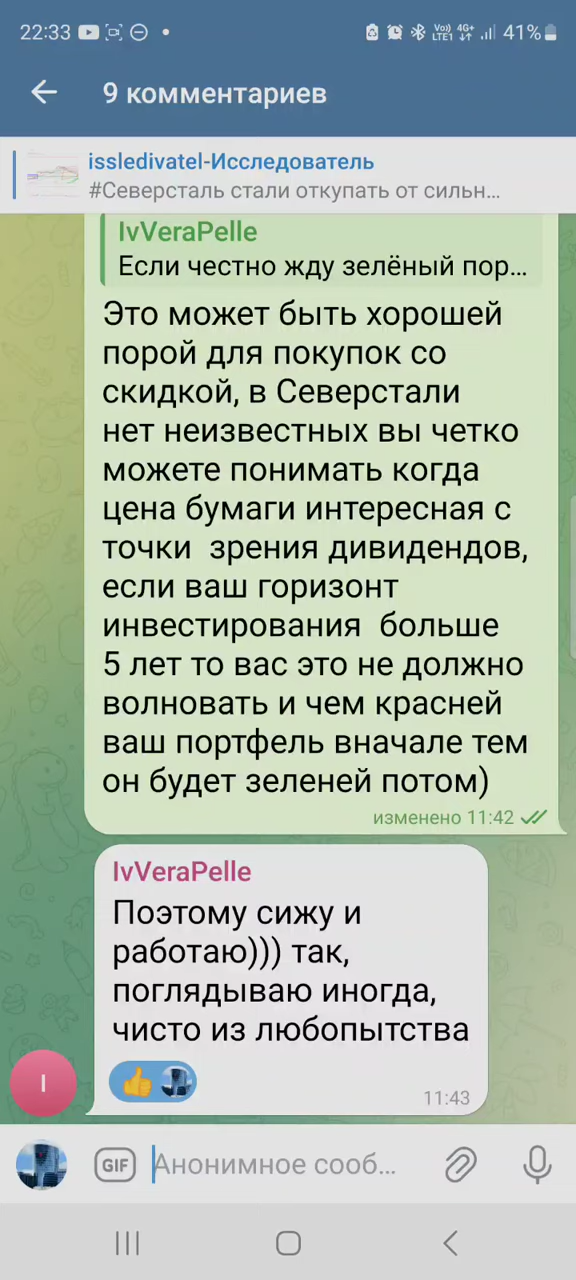 22:33
Vo)) 4G+
LTE1
41%
9 комментариев
issledivatel-Исследователь
#Северсталь стали откупать от сильн...
IvVeraPelle
Если честно жду зелёный пор...
Это может быть хорошей
порой для покупок со
скидкой, в Северстали
нет неизвестных вы четко
можете понимать когда
цена бумаги интересная с
точки зрения дивидендов,
если ваш горизонт
инвестирования больше
5 лет то вас это не должно
волновать и чем красней
ваш портфель вначале тем
он будет зеленей потом)
изменено 11:42
IvVeraPelle
Поэтому сижу и
работаю))) так,
поглядываю иногда,
чисто из любопытства
11:43
I
GIF
Анонимное сооб...